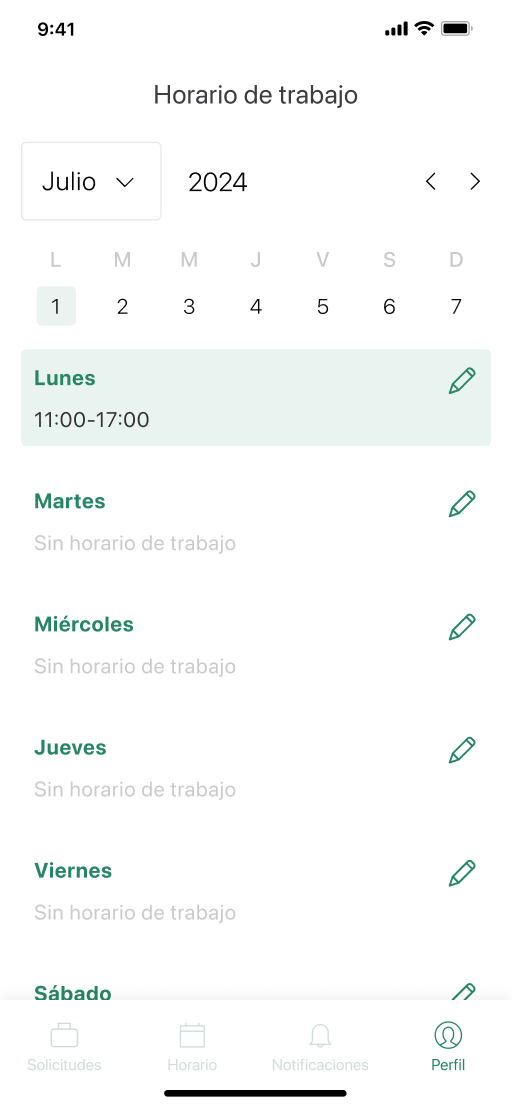 9:41
Horario de trabajo
Julio 2024
L M M J V S D
1 2 3 4 5 6 7
Lunes
11:00-17:00
Martes
Sin horario de trabajo
Miércoles
Sin horario de trabajo
Jueves
Sin horario de trabajo
Viernes
Sin horario de trabajo
Sábado
Solicitudes Horario Notificaciones Perfil